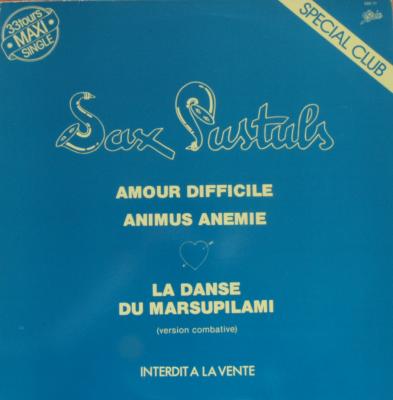 33tours
MAXI
SINGLE
SPECIAL CLUB
Epic
Sax Pustuls
AMOUR DIFFICILE
ANIMUS ANEMIE
LA DANSE
DU MARSUPILAMI
(version combative)
INTERDIT A LA VENTE